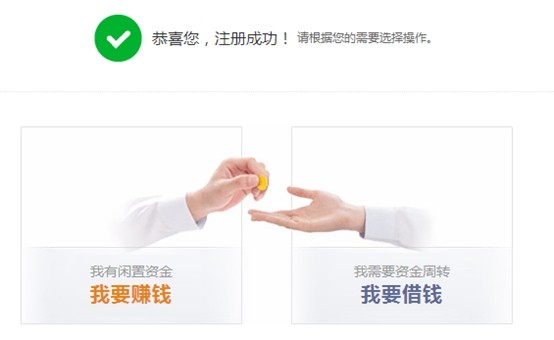 恭喜您，注册成功！ 请根据您的需要选择操作。
我有闲置资金
我要赚钱
我需要资金周转
我要借钱